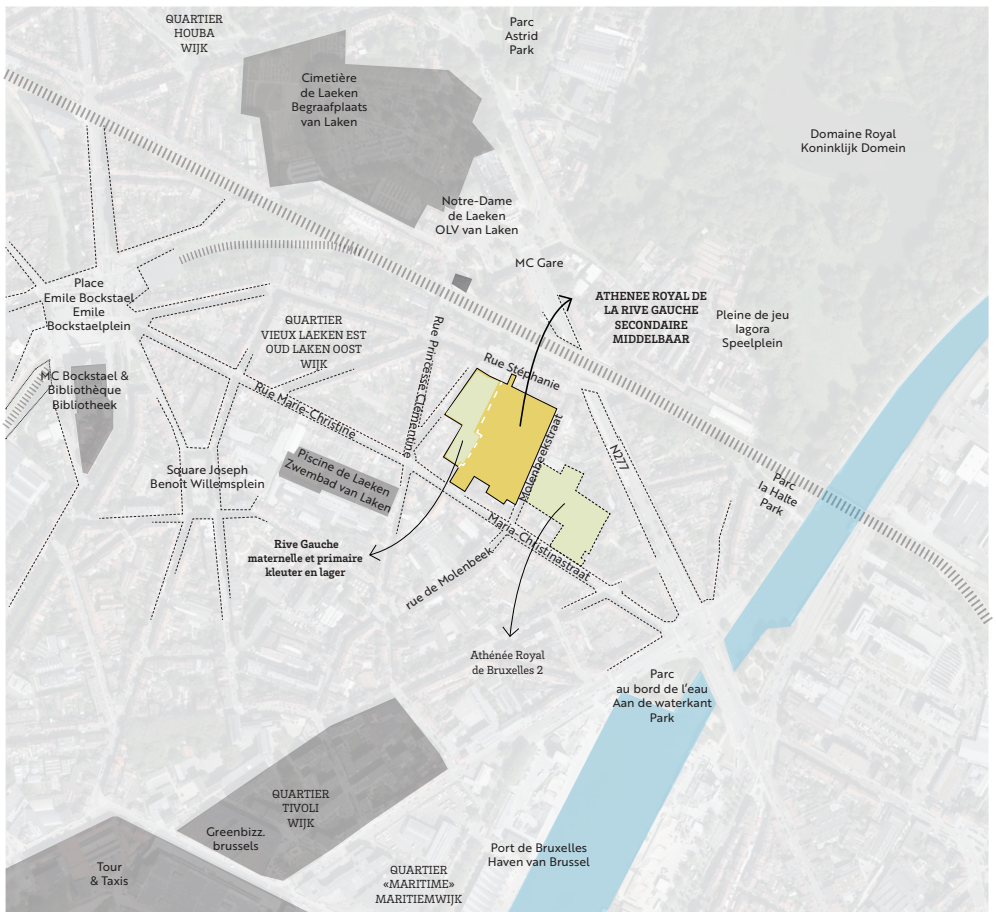 QUARTIER
HOUBA
WIJK
Parc
Astrid
Park
Cimetière
de Laeken
Begraafplaats
van Laken
Domaine Royal
Koninklijk Domein
Notre-Dame
de Laeken
OLV van Laken
MC Gare
Place
Emile Bockstael
Emile
Bockstaelplein
QUARTIER
VIEUX LAEKEN EST
OUD LAKEN OOST
WIJK
ATHENEE ROYAL DE
LA RIVE GAUCHE
SECONDAIRE
MIDDELBAAR
Pleine de jeu
Iagora
Speelplein
Rue Princesse Clémentine
Rue Stéphanie
MC Bockstael &
Bibliothèque
Bibliotheek
Rue Marie-Christine
Molenbeekstraat
N277
Piscine de Laeken
Zwembad van Laken
Square Joseph
Benoît Willemsplein
Parc
la Halte
Park
Maria-Christinastraat
Rive Gauche
maternelle et primaire
kleuter en lager
rue de Molenbeek
Athénée Royal
de Bruxelles 2
Parc
au bord de l'eau
Aan de waterkant
Park
QUARTIER
TIVOLI
WIJK
Greenbizz.
brussels
Port de Bruxelles
Haven van Brussel
Tour
& Taxis
QUARTIER
«MARITIME»
MARITIEMWIJK